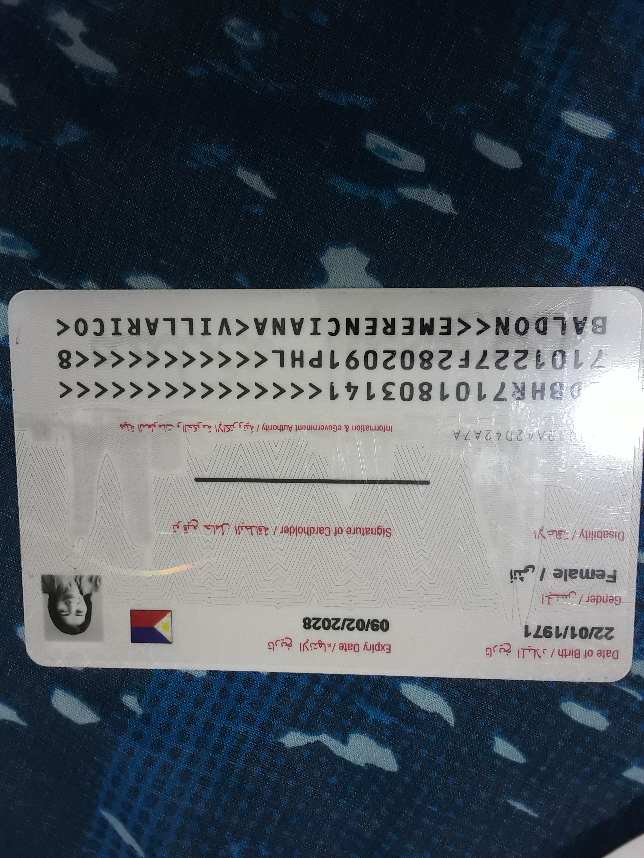 Date of Birth / تاريخ الميلاد
22/01/1971
Expiry Date / تاريخ الإنتهاء
09/02/2028
Gender / الجنس
Female / أنثى
Disability / الإعاقة
Signature of Cardholder / توقيع حامل البطاقة
Information & eGovernment Authority / هيئة المعلومات و الحكومة الإلكترونية
DBHR7101803141<<<<<<<<<<<<<<<
7101227F2802091PHL<<<<<<<<<<<8
BALDON<<EMERENCIANA<VILLARICO<